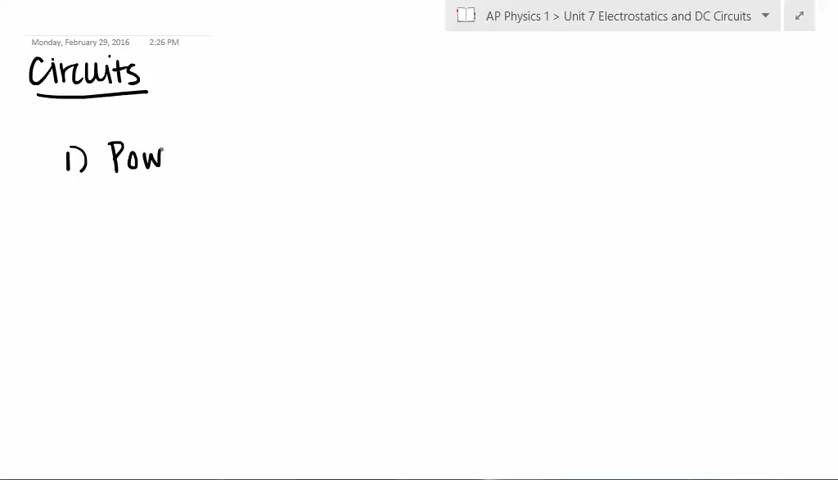 AP Physics 1 > Unit 7 Electrostatics and DC Circuits
Monday, February 29, 2016 2:26 PM
Circuits
1) Pow